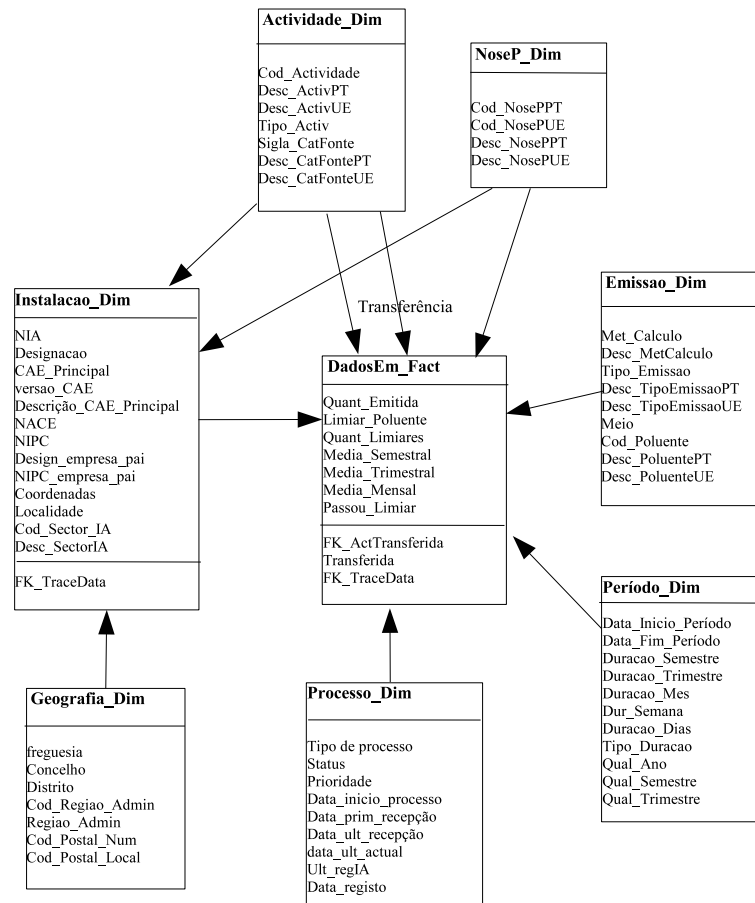 Actividade_Dim
Cod_Actividade
Desc_ActivPT
Desc_ActivUE
Tipo_Activ
Sigla_CatFonte
Desc_CatFontePT
Desc_CatFonteUE
NoseP_Dim
Cod_NosePPT
Cod_NosePUE
Desc_NosePPT
Desc_NosePUE
Transferência
Instalacao_Dim
NIA
Designacao
CAE_Principal
versao_CAE
Descrição_CAE_Principal
NACE
NIPC
Design_empresa_pai
NIPC_empresa_pai
Coordenadas
Localidade
Cod_Sector_IA
Desc_SectorIA
FK_TraceData
DadosEm_Fact
Quant_Emitida
Limiar_Poluente
Quant_Limiares
Media_Semestral
Media_Trimestral
Media_Mensal
Passou_Limiar
FK_ActTransferida
Transferida
FK_TraceData
Emissao_Dim
Met_Calculo
Desc_MetCalculo
Tipo_Emissao
Desc_TipoEmissaoPT
Desc_TipoEmissaoUE
Meio
Cod_Poluente
Desc_PoluentePT
Desc_PoluenteUE
Período_Dim
Data_Inicio_Período
Data_Fim_Período
Duracao_Semestre
Duracao_Trimestre
Duracao_Mes
Dur_Semana
Duracao_Dias
Tipo_Duracao
Qual_Ano
Qual_Semestre
Qual_Trimestre
Geografia_Dim
freguesia
Concelho
Distrito
Cod_Regiao_Admin
Regiao_Admin
Cod_Postal_Num
Cod_Postal_Local
Processo_Dim
Tipo de processo
Status
Prioridade
Data_inicio_processo
Data_prim_recepção
Data_ult_recepção
data_ult_actual
Ult_regIA
Data_registo